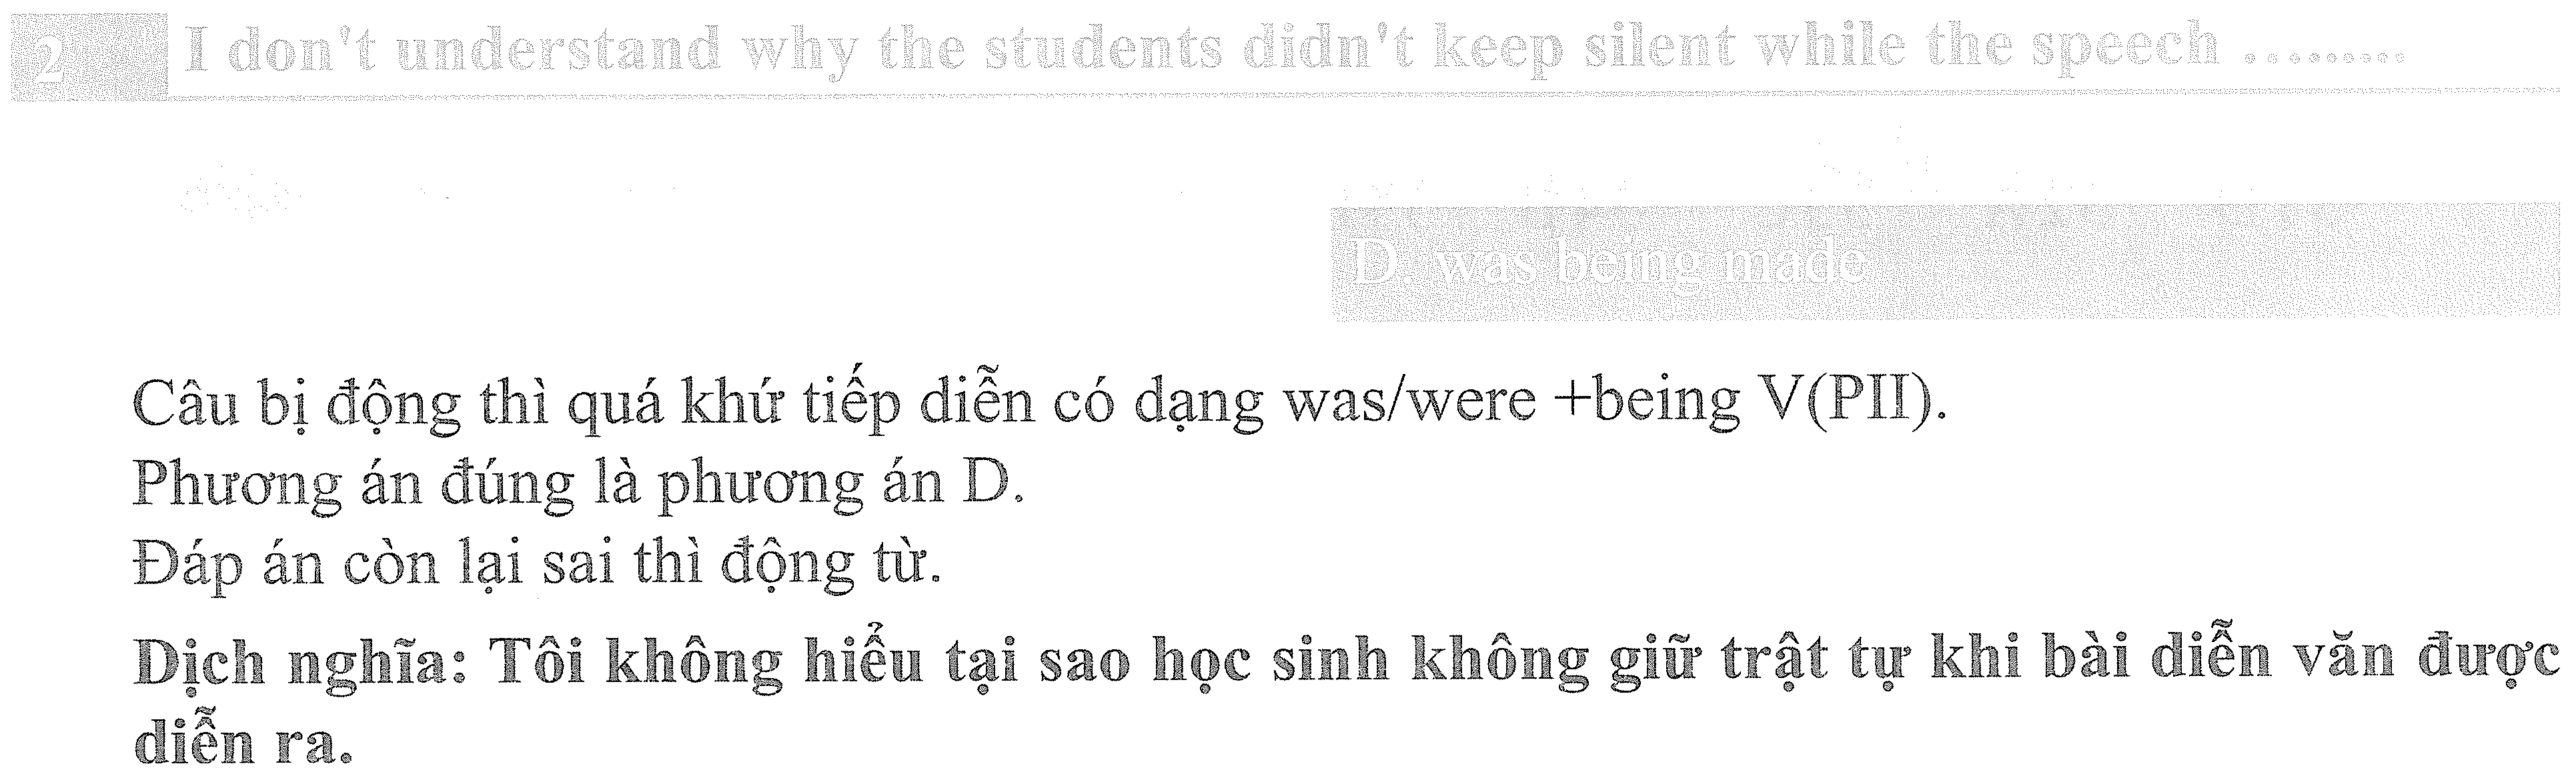 2 I don't understand why the students didn't keep silent while the speech .........
D. was being made
Câu bị động thì quá khứ tiếp diễn có dạng was/were +being V(PII).
Phương án đúng là phương án D.
Đáp án còn lại sai thì động từ.
Dịch nghĩa: Tôi không hiểu tại sao học sinh không giữ trật tự khi bài diễn văn được
diễn ra.